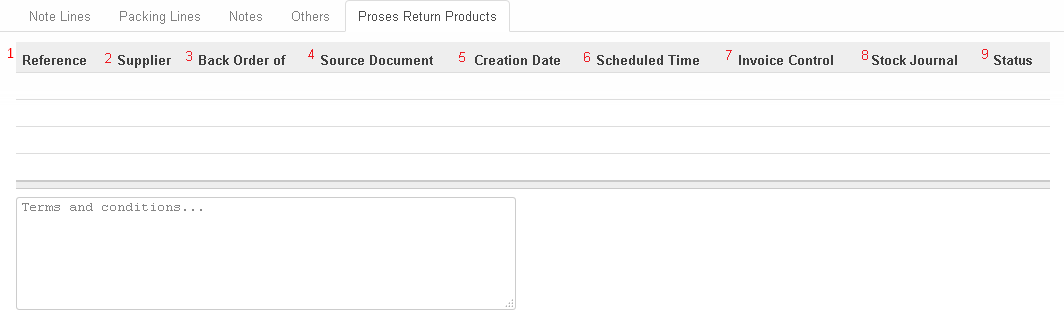 Note Lines Packing Lines Notes Others Proses Return Products
1 Reference 2 Supplier 3 Back Order of 4 Source Document 5 Creation Date 6 Scheduled Time 7 Invoice Control 8 Stock Journal 9 Status
Terms and conditions...